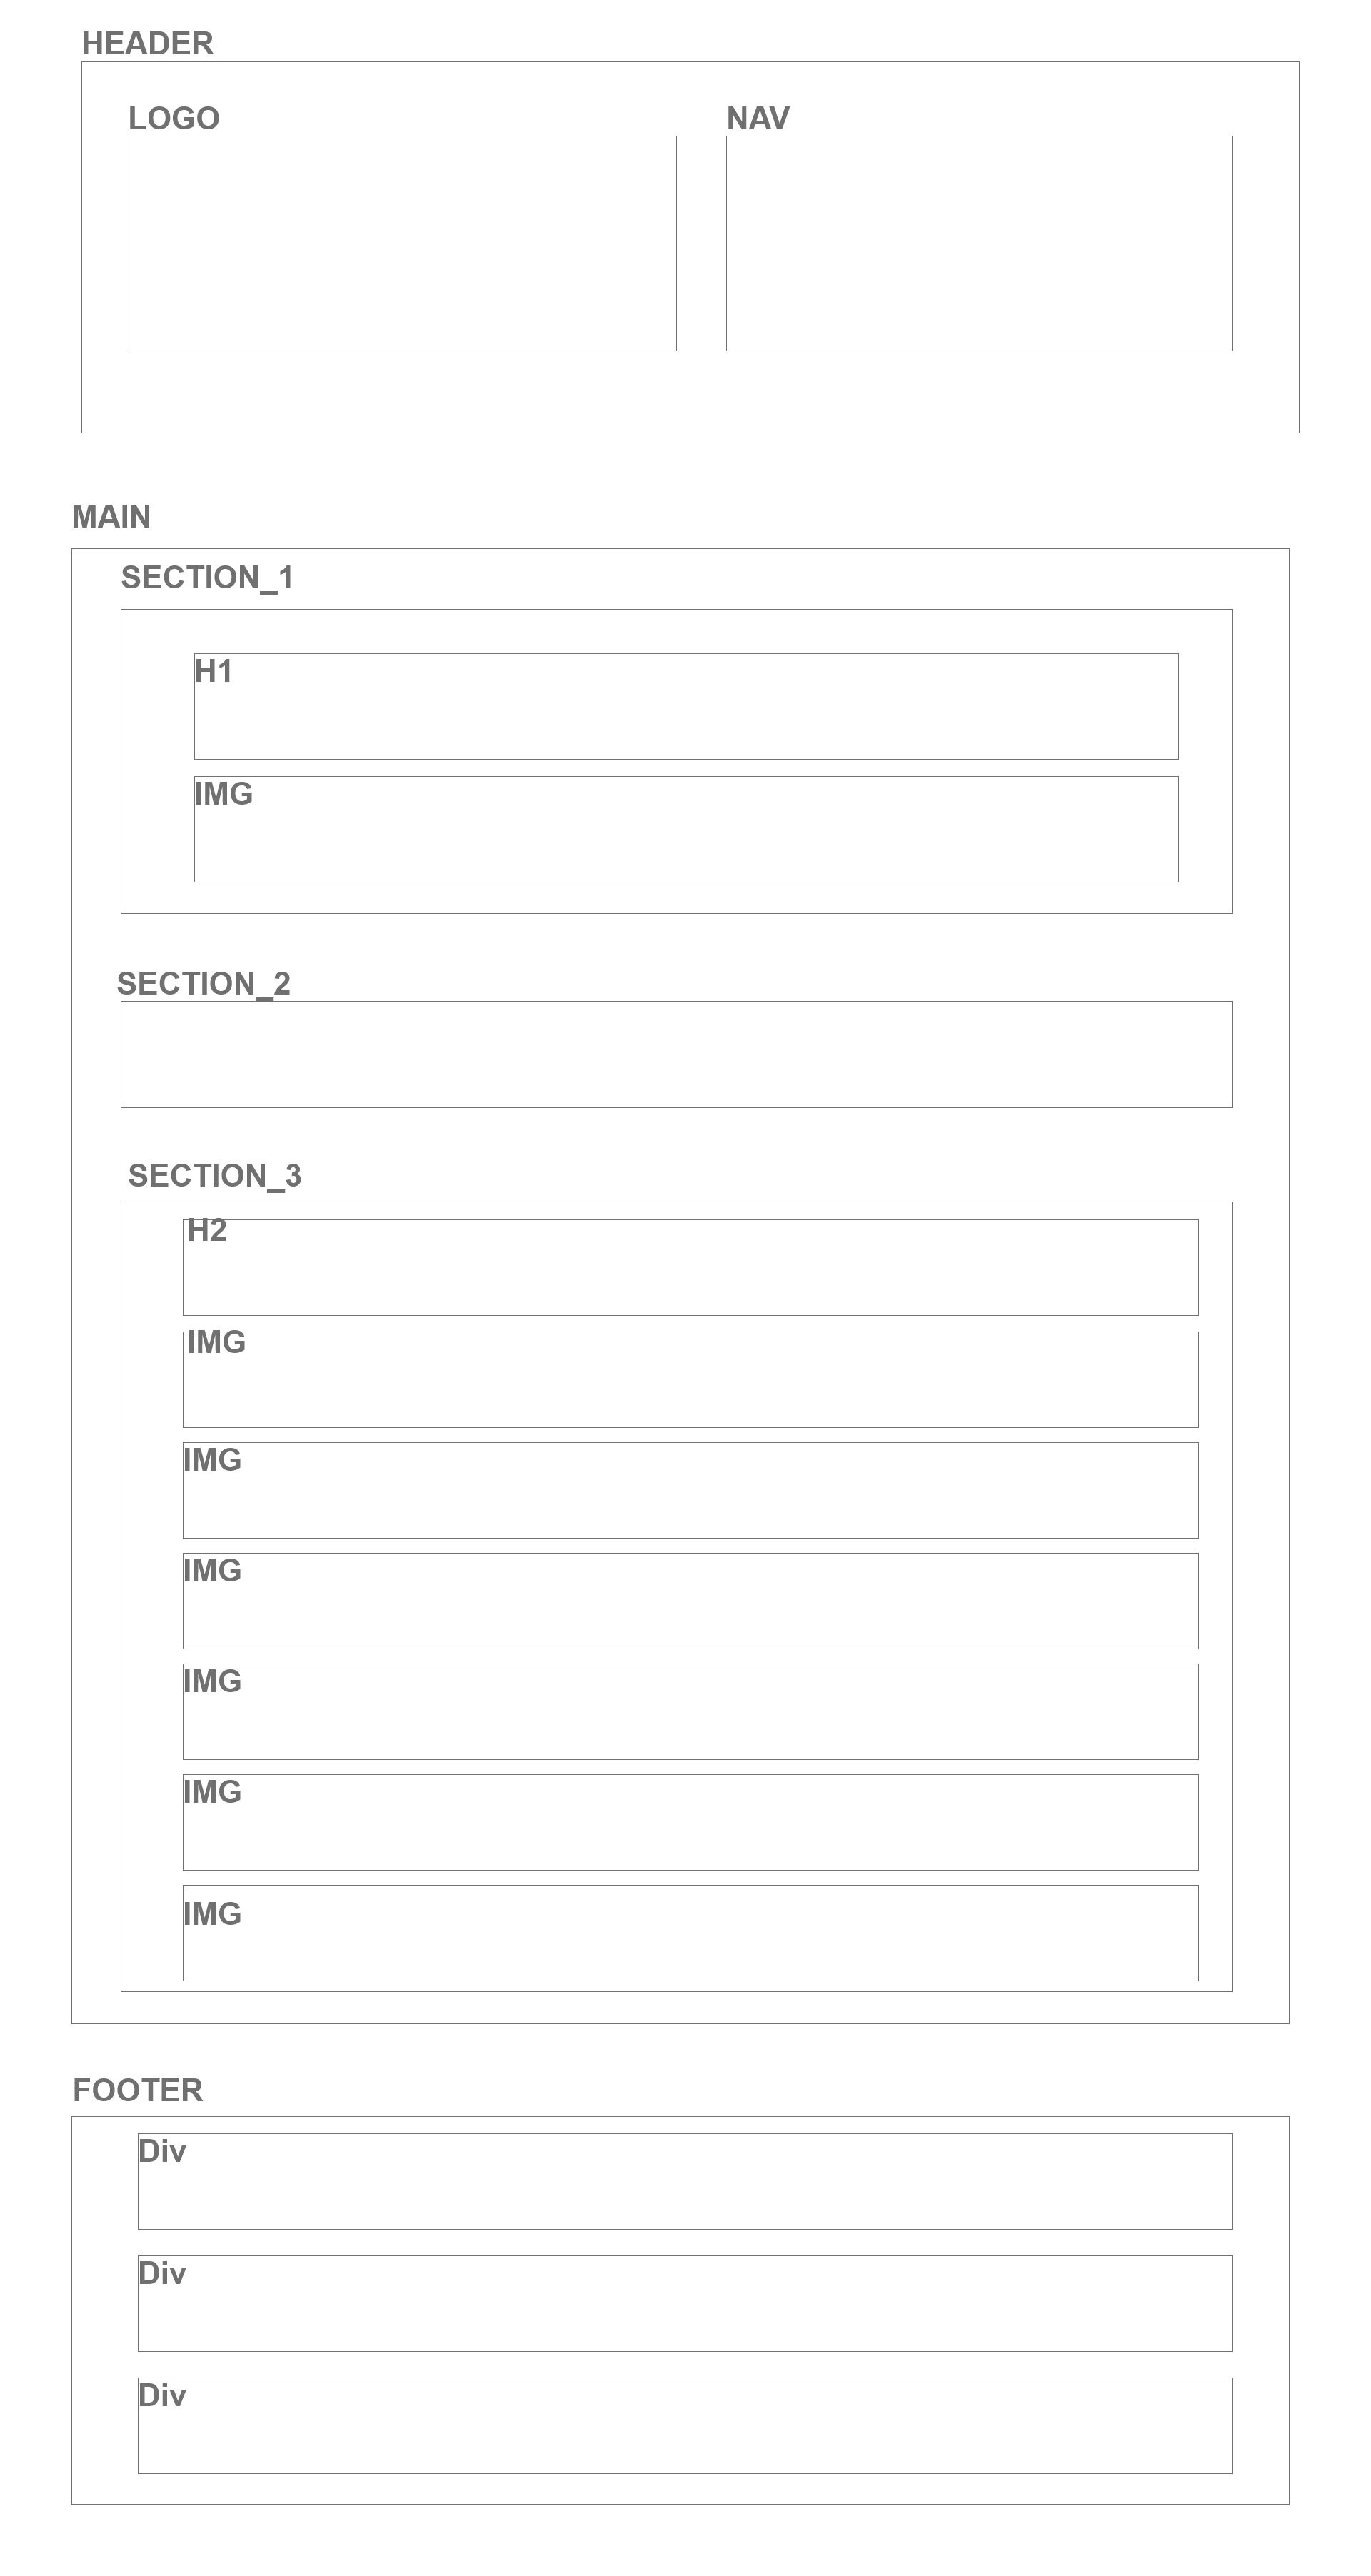 HEADER
LOGO
NAV
MAIN
SECTION_1
H1
IMG
SECTION_2
SECTION_3
H2
IMG
IMG
IMG
IMG
IMG
IMG
FOOTER
Div
Div
Div